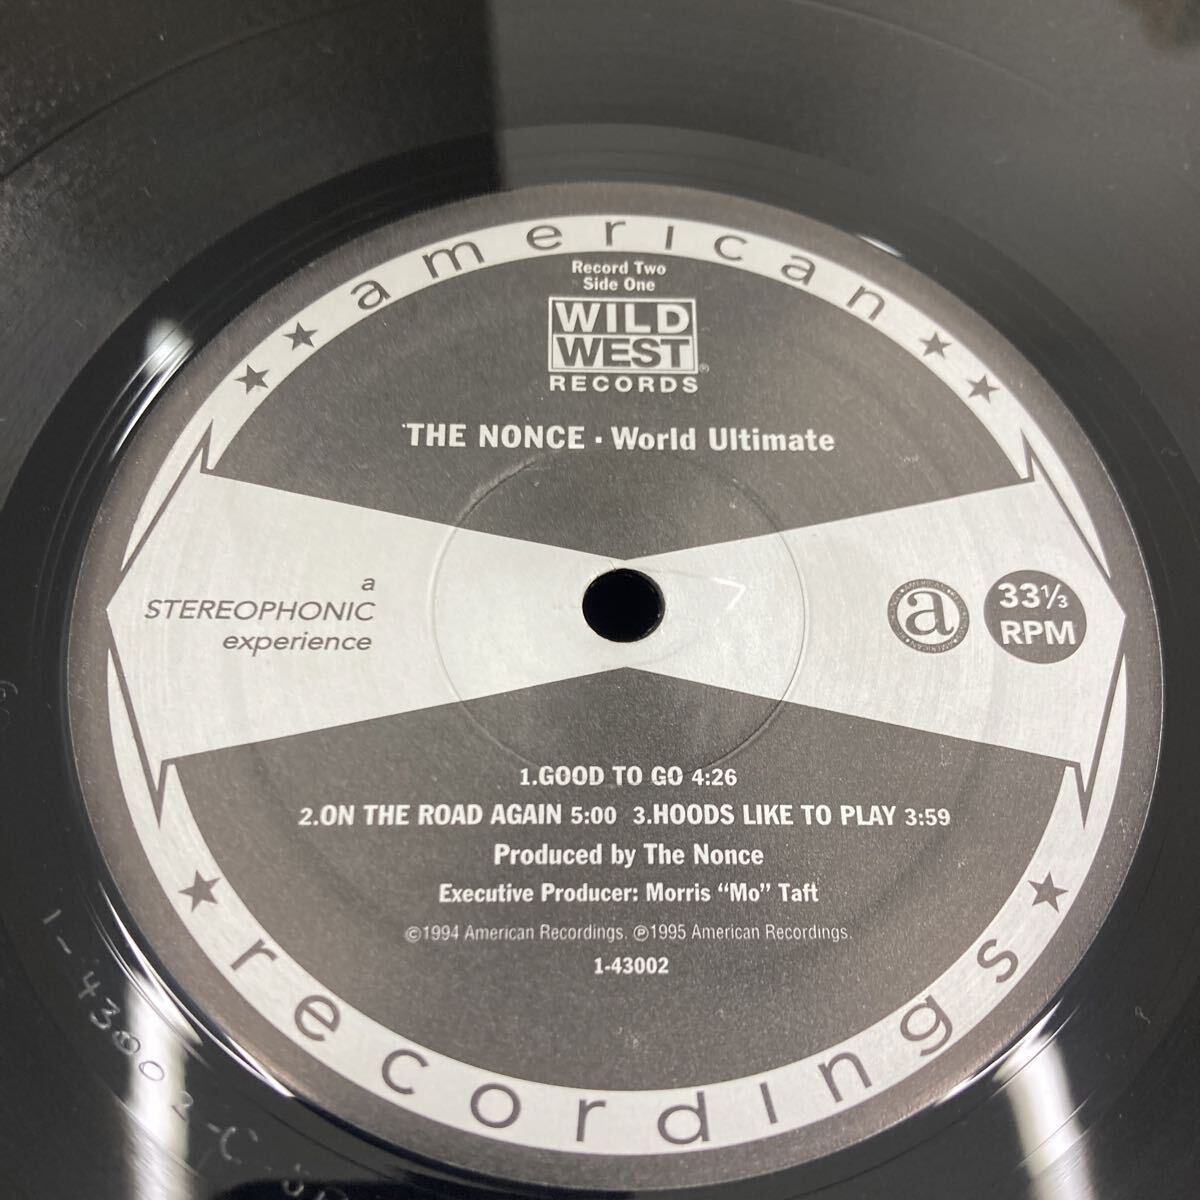 american
Record Two
Side One
WILD
WEST®
RECORDS
THE NONCE · World Ultimate
a
STEREOPHONIC
experience
a
33⅓
RPM
1.GOOD TO GO 4:26
2.ON THE ROAD AGAIN 5:00 3.HOODS LIKE TO PLAY 3:59
Produced by The Nonce
Executive Producer: Morris “Mo” Taft
©1994 American Recordings. ℗1995 American Recordings.
1-43002
recordings
1-43002-C